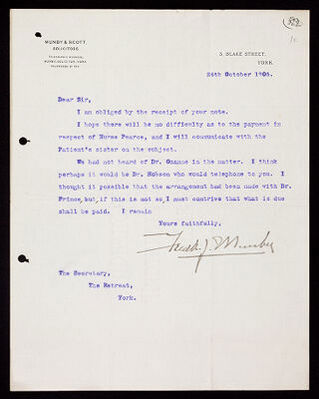 MUNBY & SCOTT,
SOLICITORS.
5, BLAKE STREET,
YORK.
24th October 1906.
Dear Sir,
I am obliged by the receipt of your note.
I hope there will be no difficulty as to the payment in
respect of Nurse Pearce, and I will communicate with the
Patient's sister on the subject.
We had not heard of Dr. Osanne in the matter. I think
perhaps it would be Dr. Hobson who would telephone to you. I
thought it possible that the arrangement had been made with Dr.
Prince, but, if this is not so, I must contrive that what is due
shall be paid. I remain
Yours faithfully,
Munby
The Secretary,
The Retreat,
York.